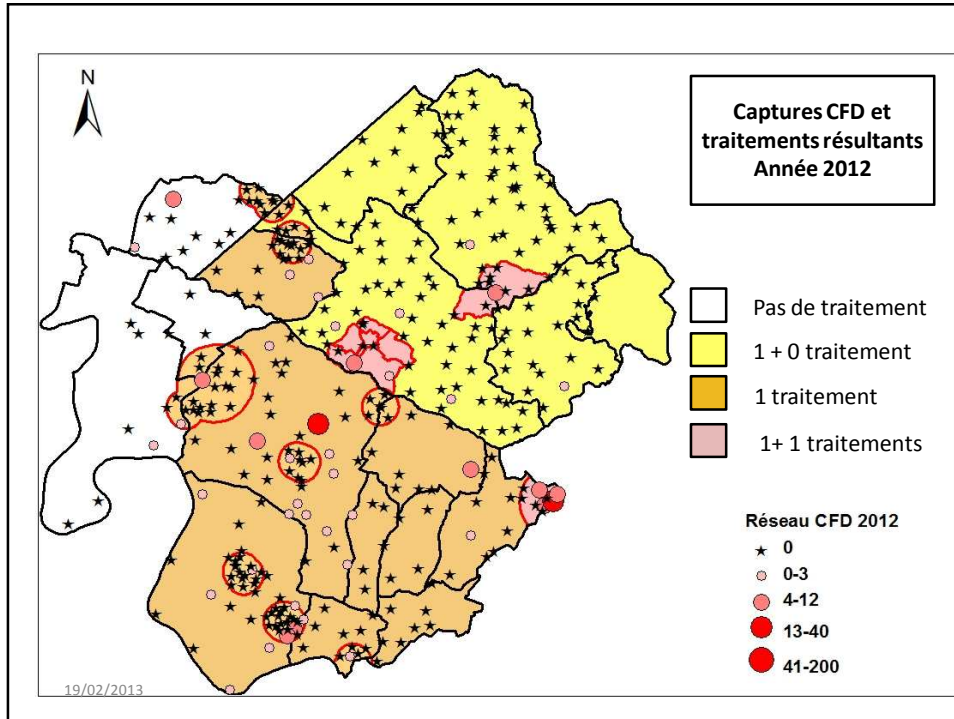 N
Captures CFD et
traitements résultants
Année 2012
Pas de traitement
1 + 0 traitement
1 traitement
1+ 1 traitements
Réseau CFD 2012
0
0-3
4-12
13-40
41-200
19/02/2013